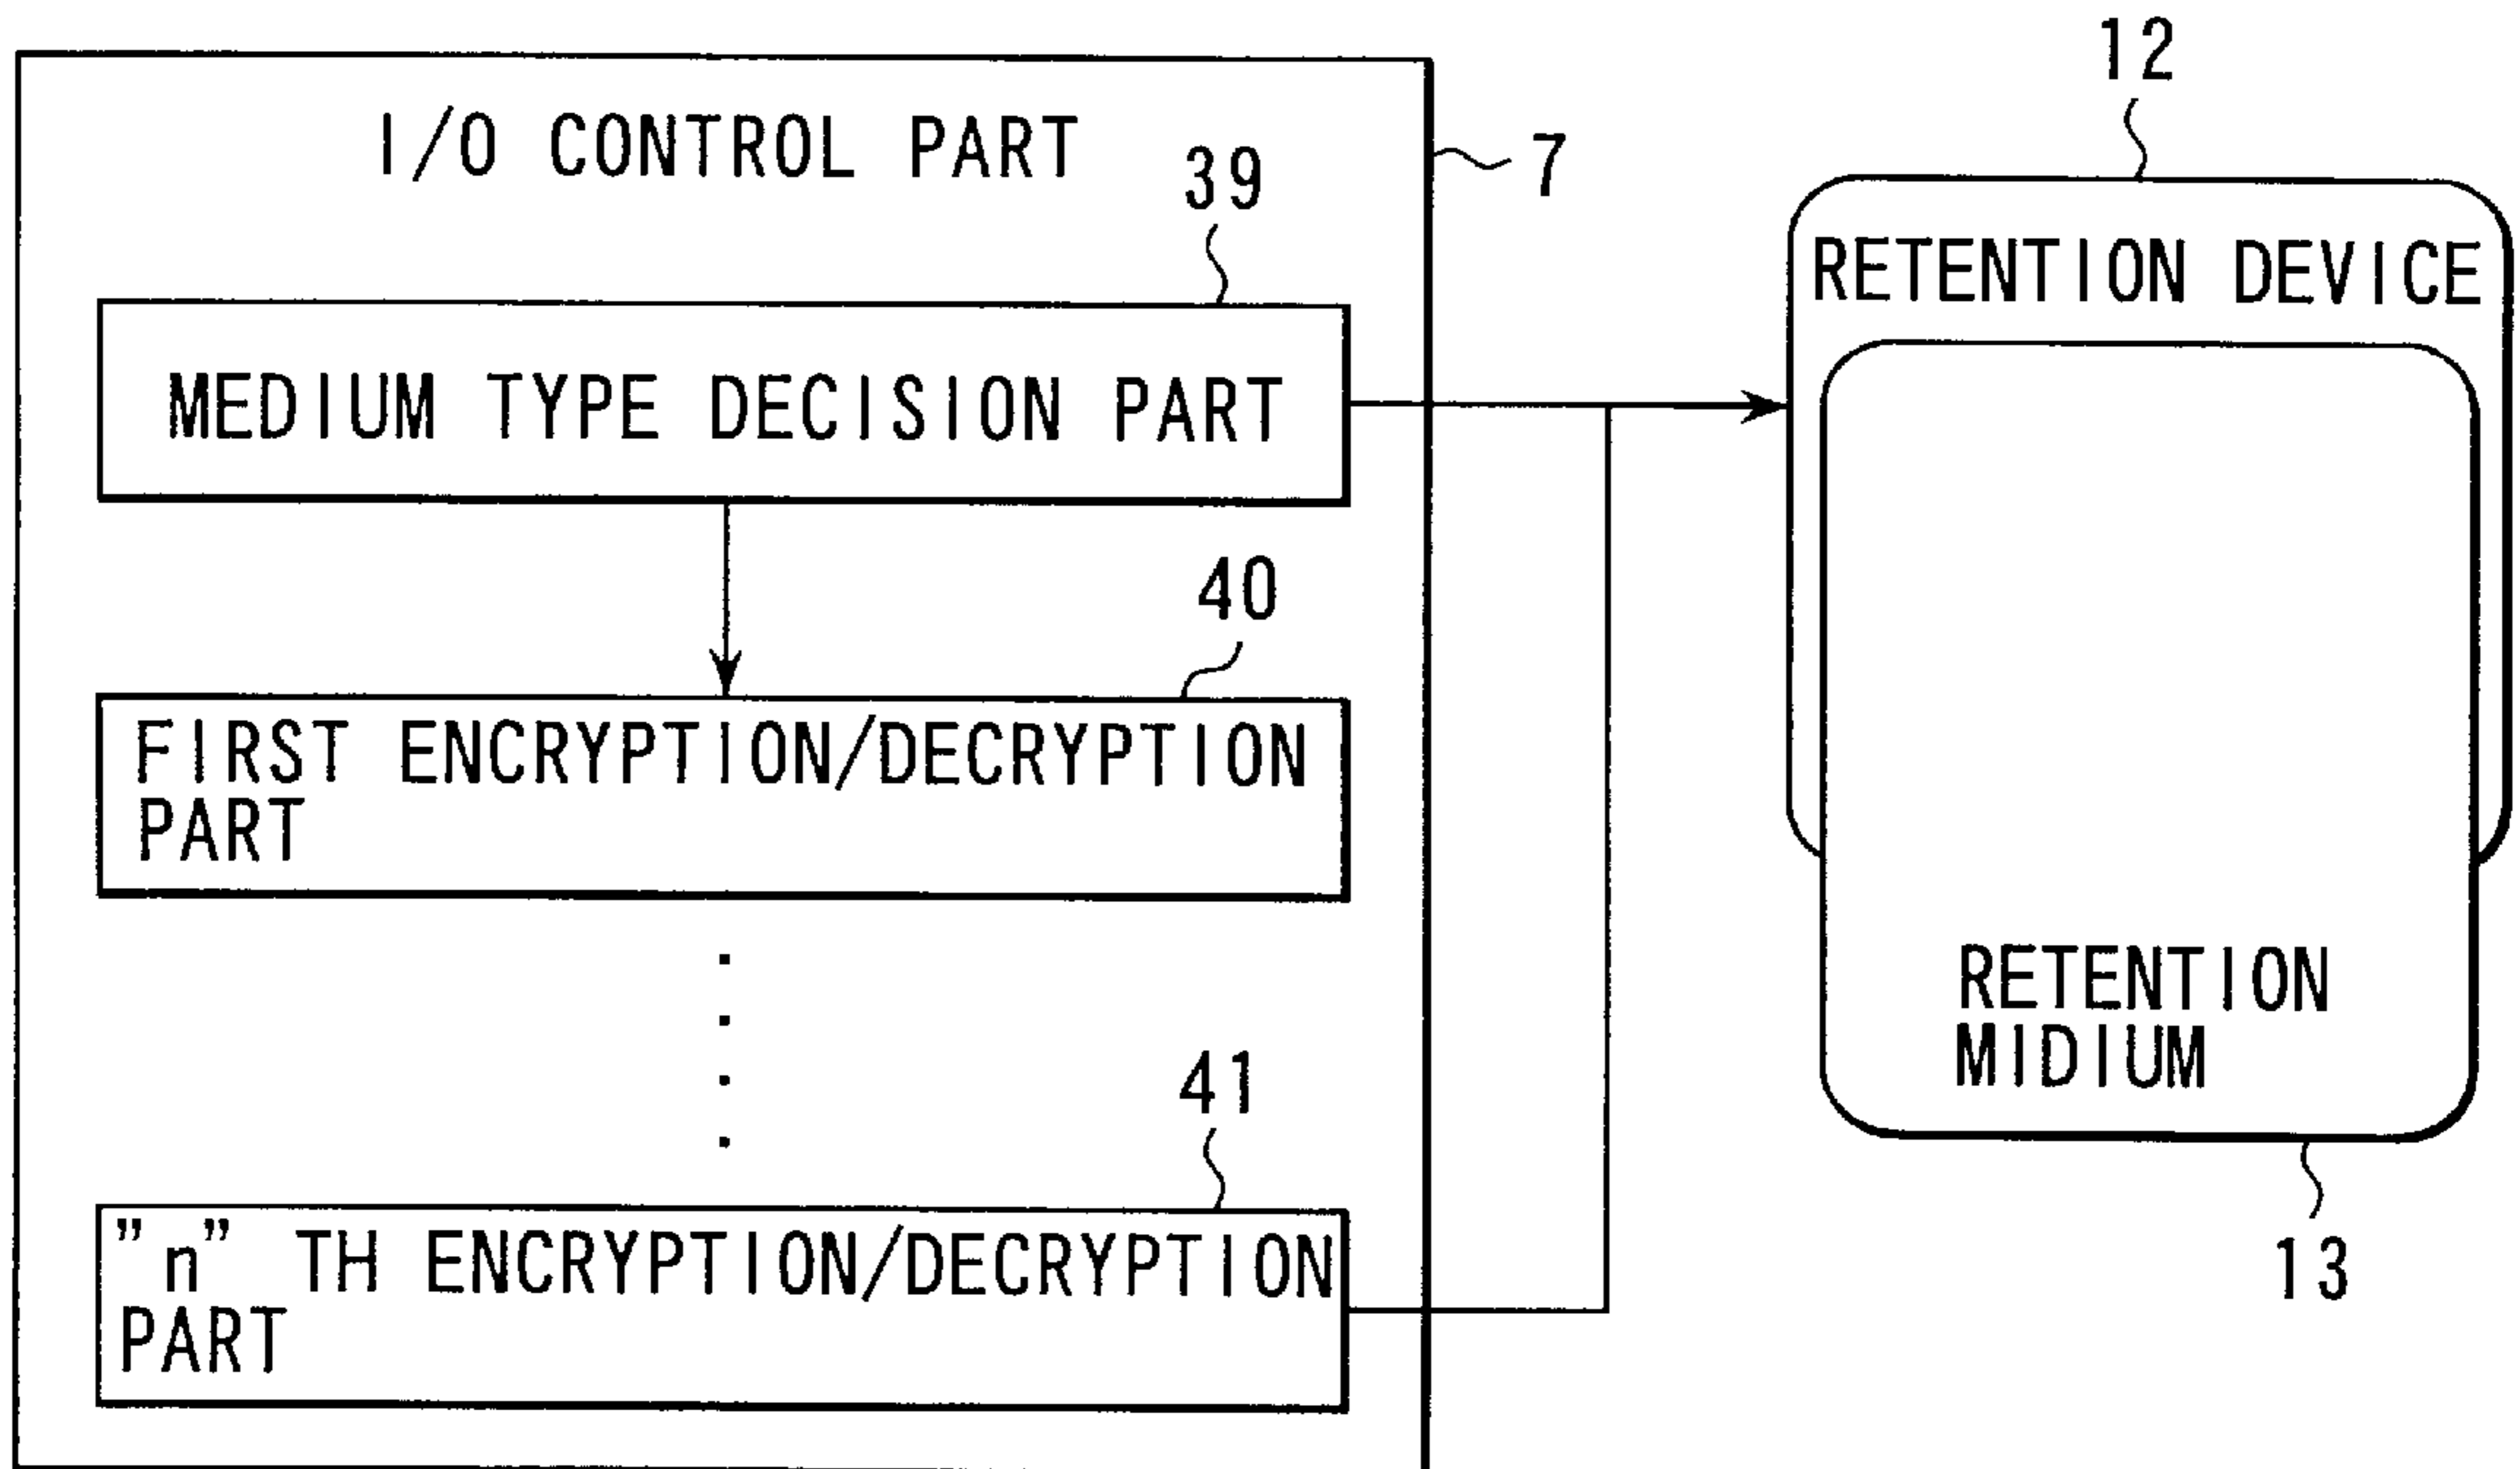 12
I/O CONTROL PART
7
39
RETENTION DEVICE
MEDIUM TYPE DECISION PART
40
FIRST ENCRYPTION/DECRYPTION
PART
RETENTION
MIDIUM
41
"n" TH ENCRYPTION/DECRYPTION
PART
13